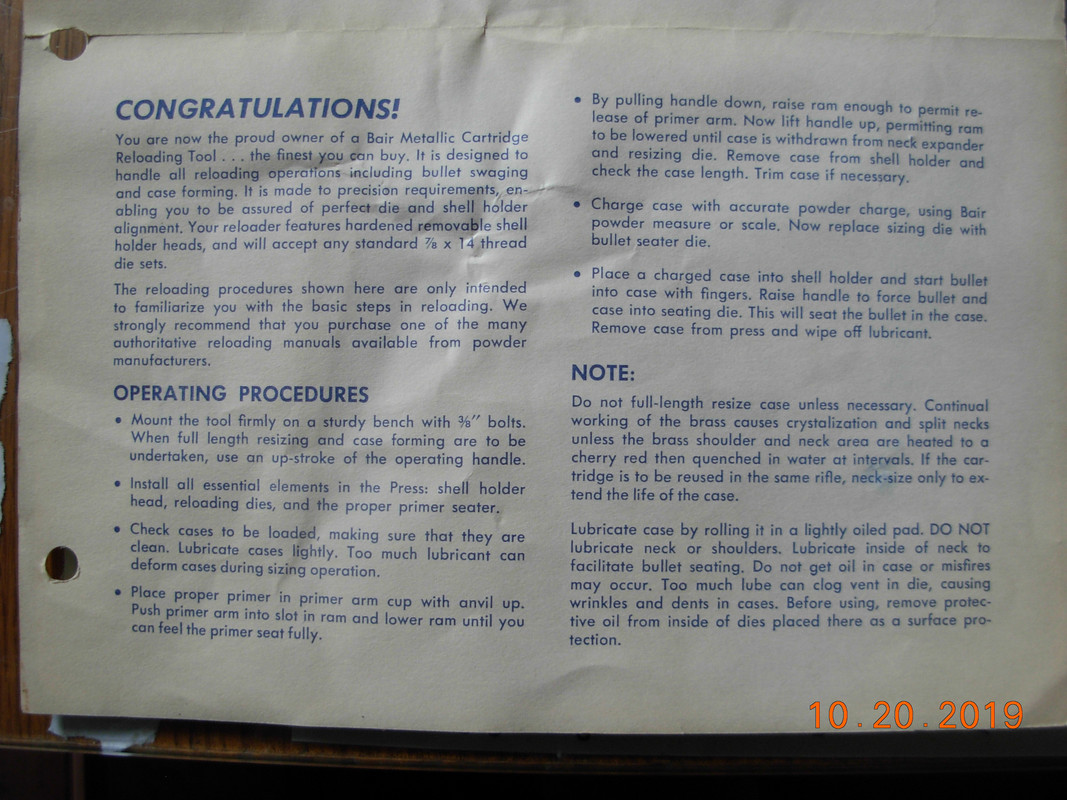 CONGRATULATIONS!
You are now the proud owner of a Bair Metallic Cartridge
Reloading Tool . . . the finest you can buy. It is designed to
handle all reloading operations including bullet swaging
and case forming. It is made to precision requirements, en-
abling you to be assured of perfect die and shell holder
alignment. Your reloader features hardened removable shell
holder heads, and will accept any standard ⅞ x 14 thread
die sets.
The reloading procedures shown here are only intended
to familiarize you with the basic steps in reloading. We
strongly recommend that you purchase one of the many
authoritative reloading manuals available from powder
manufacturers.
OPERATING PROCEDURES
• Mount the tool firmly on a sturdy bench with ⅜″ bolts.
When full length resizing and case forming are to be
undertaken, use an up-stroke of the operating handle.
• Install all essential elements in the Press: shell holder
head, reloading dies, and the proper primer seater.
• Check cases to be loaded, making sure that they are
clean. Lubricate cases lightly. Too much lubricant can
deform cases during sizing operation.
• Place proper primer in primer arm cup with anvil up.
Push primer arm into slot in ram and lower ram until you
can feel the primer seat fully.
• By pulling handle down, raise ram enough to permit re-
lease of primer arm. Now lift handle up, permitting ram
to be lowered until case is withdrawn from neck expander
and resizing die. Remove case from shell holder and
check the case length. Trim case if necessary.
• Charge case with accurate powder charge, using Bair
powder measure or scale. Now replace sizing die with
bullet seater die.
• Place a charged case into shell holder and start bullet
into case with fingers. Raise handle to force bullet and
case into seating die. This will seat the bullet in the case.
Remove case from press and wipe off lubricant.
NOTE:
Do not full-length resize case unless necessary. Continual
working of the brass causes crystalization and split necks
unless the brass shoulder and neck area are heated to a
cherry red then quenched in water at intervals. If the car-
tridge is to be reused in the same rifle, neck-size only to ex-
tend the life of the case.
Lubricate case by rolling it in a lightly oiled pad. DO NOT
lubricate neck or shoulders. Lubricate inside of neck to
facilitate bullet seating. Do not get oil in case or misfires
may occur. Too much lube can clog vent in die, causing
wrinkles and dents in cases. Before using, remove protec-
tive oil from inside of dies placed there as a surface pro-
tection.
10.20.2019